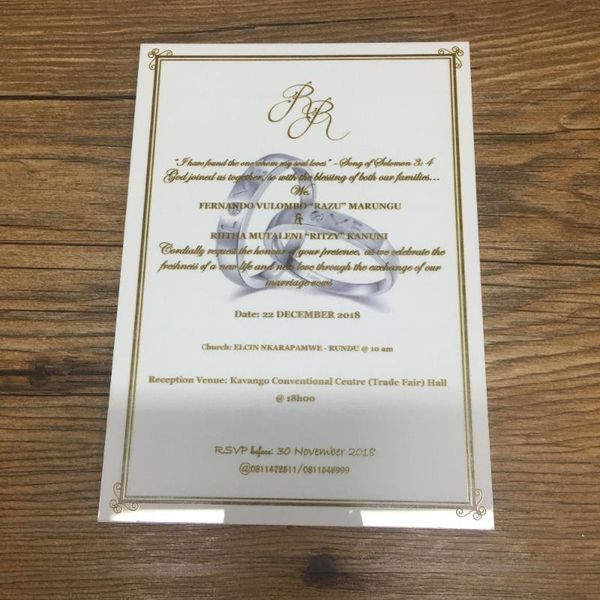 RR
"I have found the one whom my soul loves" - Song of Solomon 3: 4
God joined us together, so with the blessing of both our families...
We,
FERNANDO VULOMBO "RAZU" MARUNGU
&
RHTHA MUTALENI "RITZY" KANUNI
Cordially request the honour of your presence, as we celebrate the
freshness of a new life and new love through the exchange of our
marriage vows
Date: 22 DECEMBER 2018
Church: ELCIN NKARAPAMWE - RUNDU @ 10 am
Reception Venue: Kavango Conventional Centre (Trade Fair) Hall
@ 18h00
RSVP before: 30 November 2018
@0811472511/0811546999